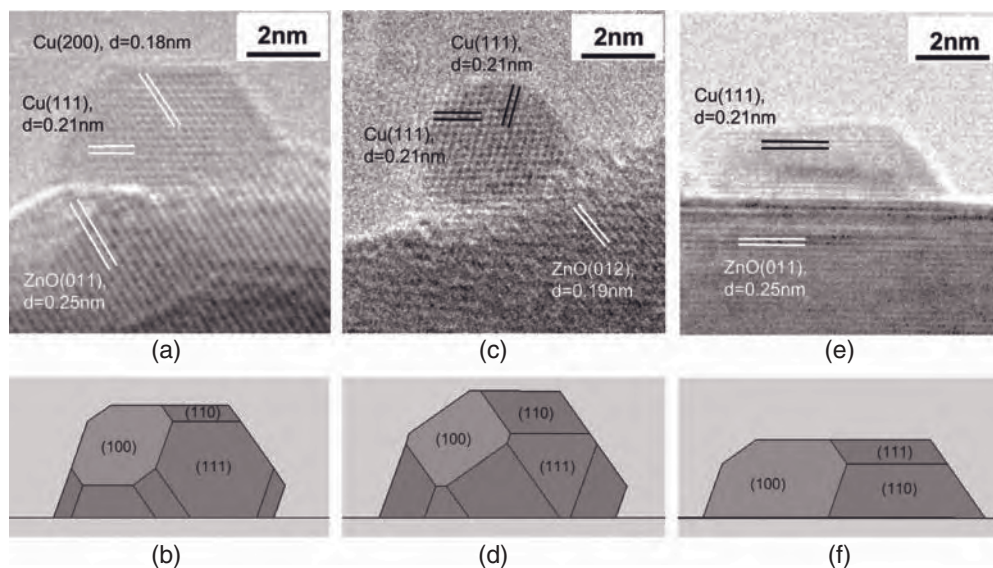 Cu(200), d=0.18nm
2nm
Cu(111),
d=0.21nm
ZnO(011),
d=0.25nm
(a)
Cu(111),
d=0.21nm
2nm
Cu(111),
d=0.21nm
ZnO(012),
d=0.19nm
(c)
2nm
Cu(111),
d=0.21nm
ZnO(011),
d=0.25nm
(e)
(110)
(100)
(111)
(b)
(110)
(100)
(111)
(d)
(111)
(100)
(110)
(f)